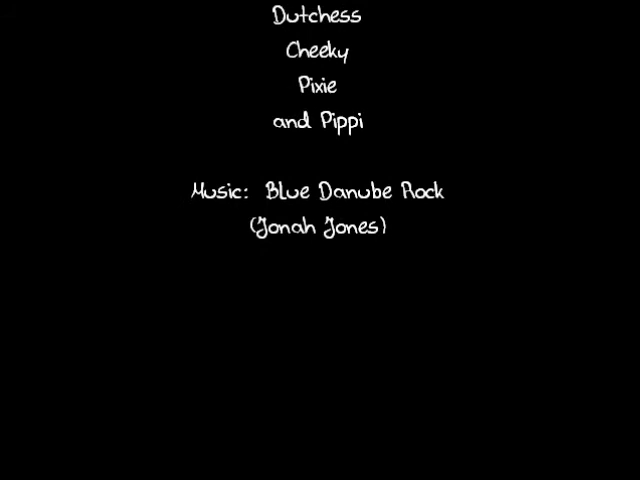 Dutchess
Cheeky
Pixie
and Pippi
Music: Blue Danube Rock
(Jonah Jones)